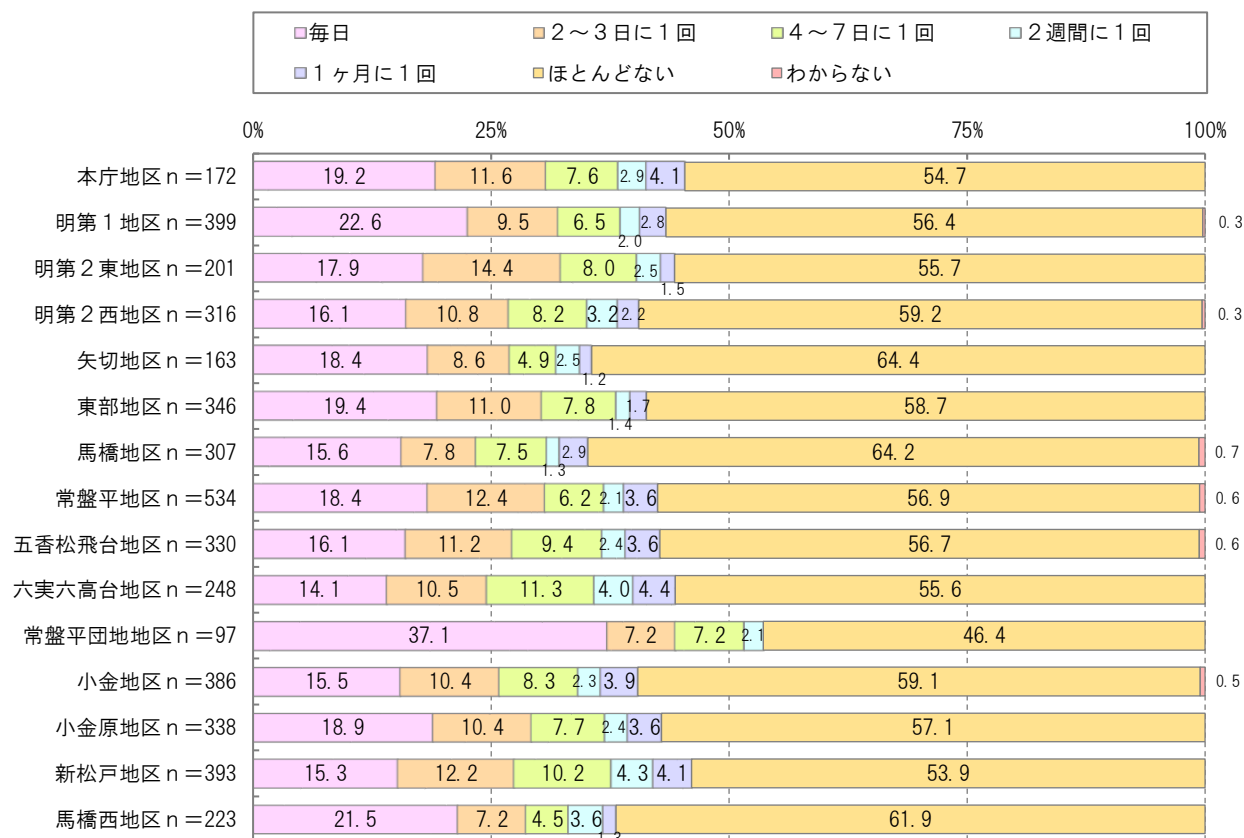 毎日 2～3日に1回 4～7日に1回 2週間に1回
1ヶ月に1回 ほとんどない わからない
0% 25% 50% 75% 100%
本庁地区n=172 19.2 11.6 7.6 2.9 4.1 54.7
明第1地区n=399 22.6 9.5 6.5 2.0 2.8 56.4 0.3
明第2東地区n=201 17.9 14.4 8.0 2.5 1.5 55.7
明第2西地区n=316 16.1 10.8 8.2 3.2 2.2 59.2 0.3
矢切地区n=163 18.4 8.6 4.9 2.5 1.2 64.4
東部地区n=346 19.4 11.0 7.8 1.4 1.7 58.7
馬橋地区n=307 15.6 7.8 7.5 1.3 2.9 64.2 0.7
常盤平地区n=534 18.4 12.4 6.2 2.1 3.6 56.9 0.6
五香松飛台地区n=330 16.1 11.2 9.4 2.4 3.6 56.7 0.6
六実六高台地区n=248 14.1 10.5 11.3 4.0 4.4 55.6
常盤平団地地区n=97 37.1 7.2 7.2 2.1 46.4
小金地区n=386 15.5 10.4 8.3 2.3 3.9 59.1 0.5
小金原地区n=338 18.9 10.4 7.7 2.4 3.6 57.1
新松戸地区n=393 15.3 12.2 10.2 4.3 4.1 53.9
馬橋西地区n=223 21.5 7.2 4.5 3.6 61.9